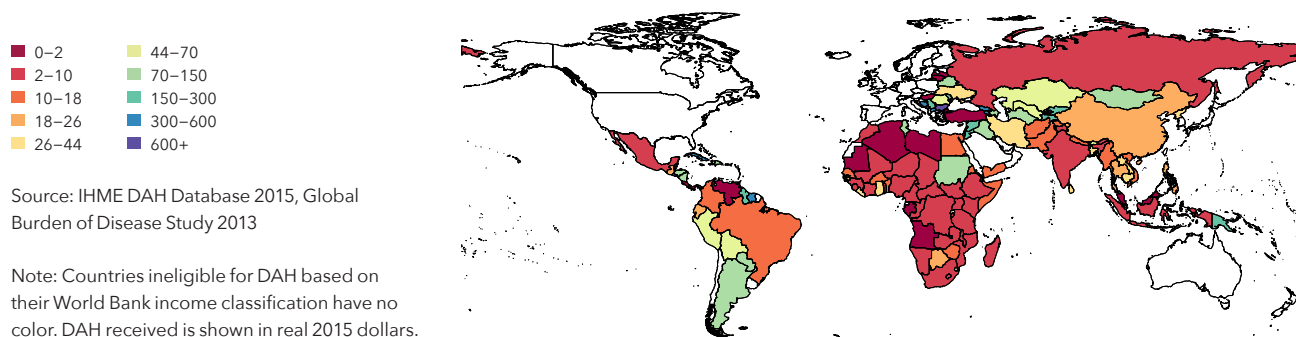 0–2
2–10
10–18
18–26
26–44
44–70
70–150
150–300
300–600
600+
Source: IHME DAH Database 2015, Global
Burden of Disease Study 2013
Note: Countries ineligible for DAH based on
their World Bank income classification have no
color. DAH received is shown in real 2015 dollars.